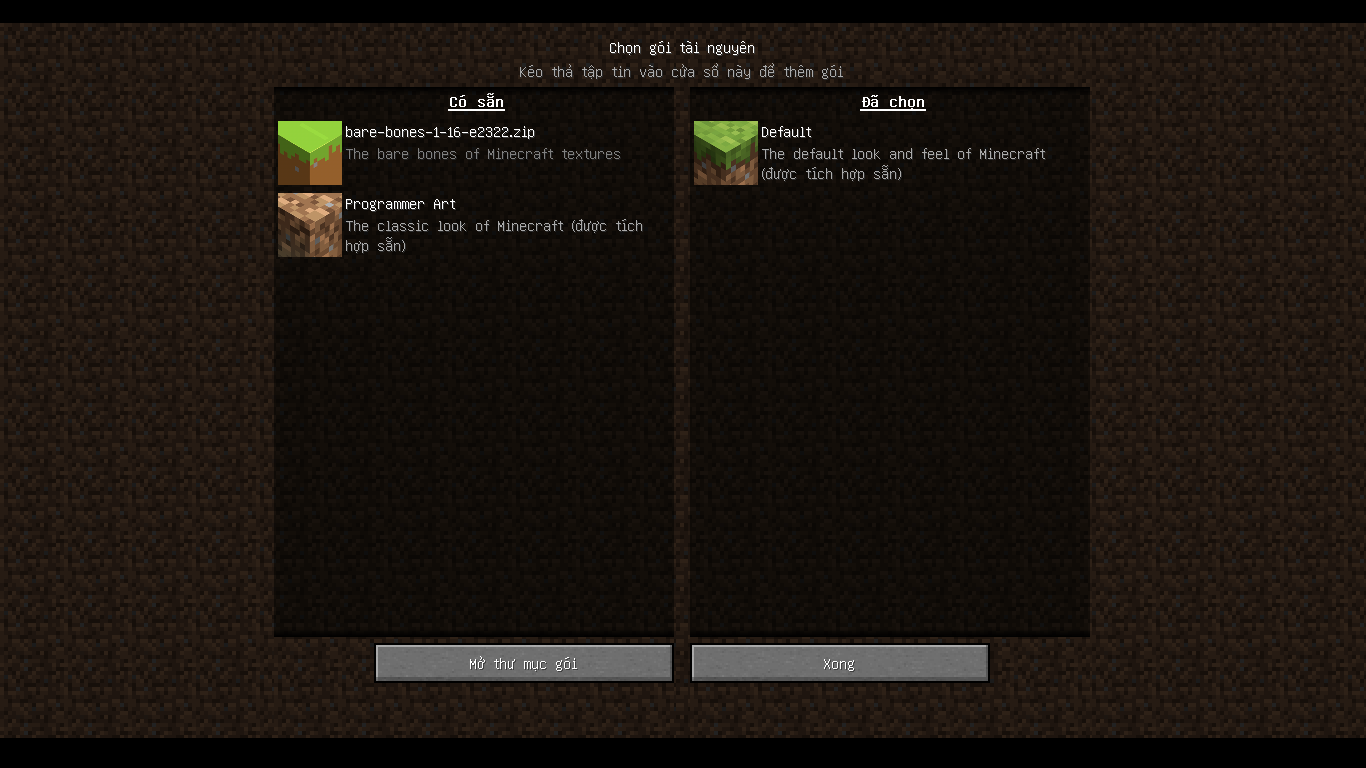 Chọn gói tài nguyên
Kéo thả tập tin vào cửa sổ này để thêm gói
Có sẵn
bare-bones-1-16-e2322.zip
The bare bones of Minecraft textures
Programmer Art
The classic look of Minecraft (được tích
hợp sẵn)
Đã chọn
Default
The default look and feel of Minecraft
(được tích hợp sẵn)
Mở thư mục gói
Xong